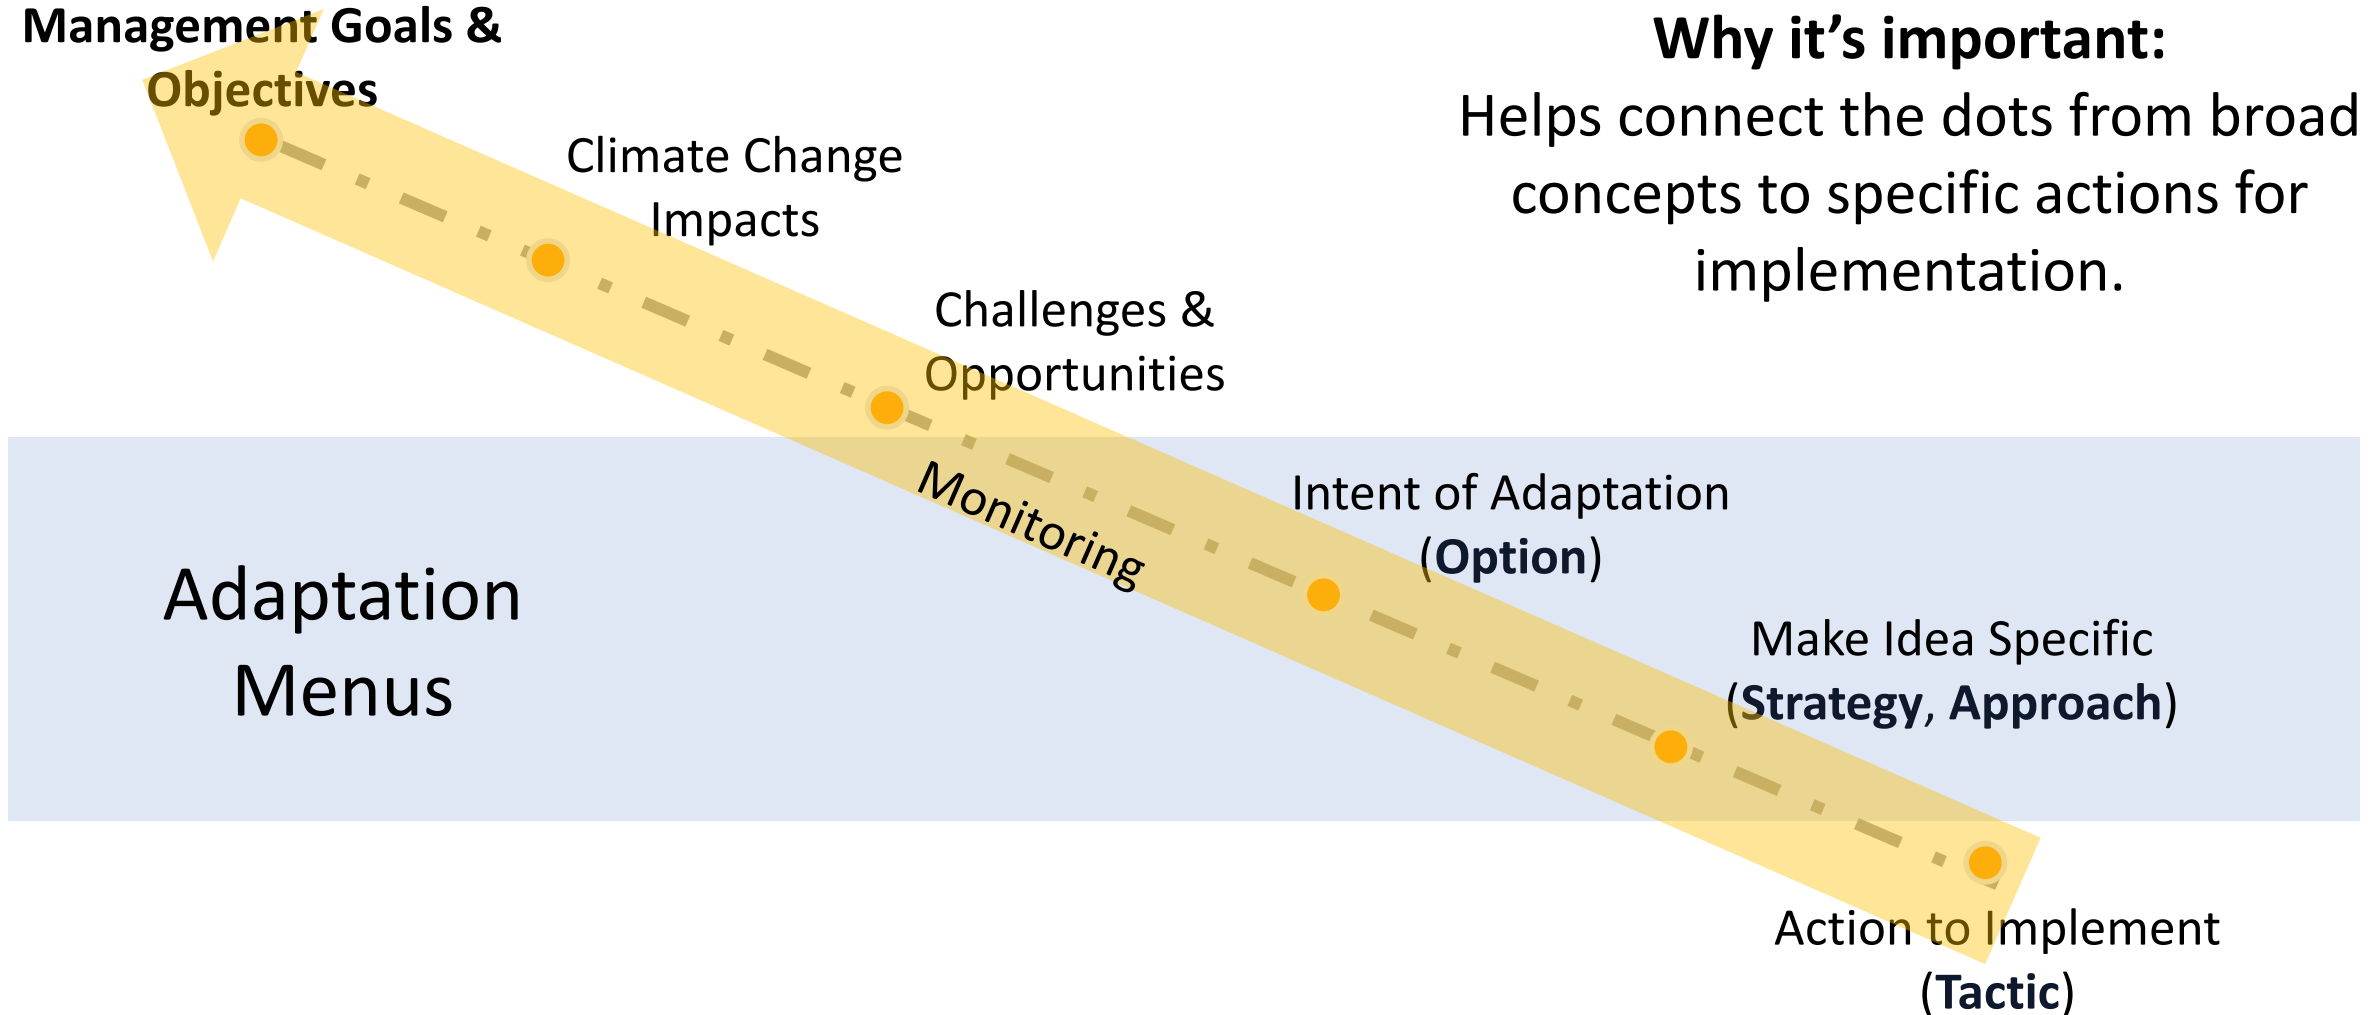 Management Goals &
Objectives
Why it’s important:
Helps connect the dots from broad
concepts to specific actions for
implementation.
Climate Change
Impacts
Challenges &
Opportunities
Monitoring
Intent of Adaptation
(Option)
Adaptation
Menus
Make Idea Specific
(Strategy, Approach)
Action to Implement
(Tactic)